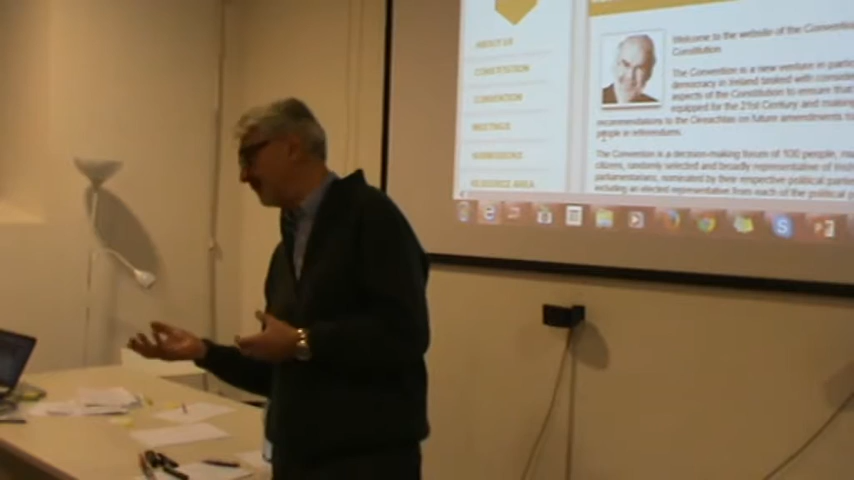 ABOUT US
CONSTITUTION
CONVENTION
MEETINGS
SUBMISSIONS
RESOURCE AREA
Welcome to the website of the Convention
Constitution.
The Convention is a new venture in
democracy in Ireland tasked with
aspects of the Constitution to ensure that
equipped for the 21st Century and making
recommendations to the Oireachtas on future amendments
people in referendums.
The Convention is a decision-making forum of 100 people,
citizens, randomly selected and broadly representative of
parliamentarians, nominated by their respective political
including an elected representative from each of the political